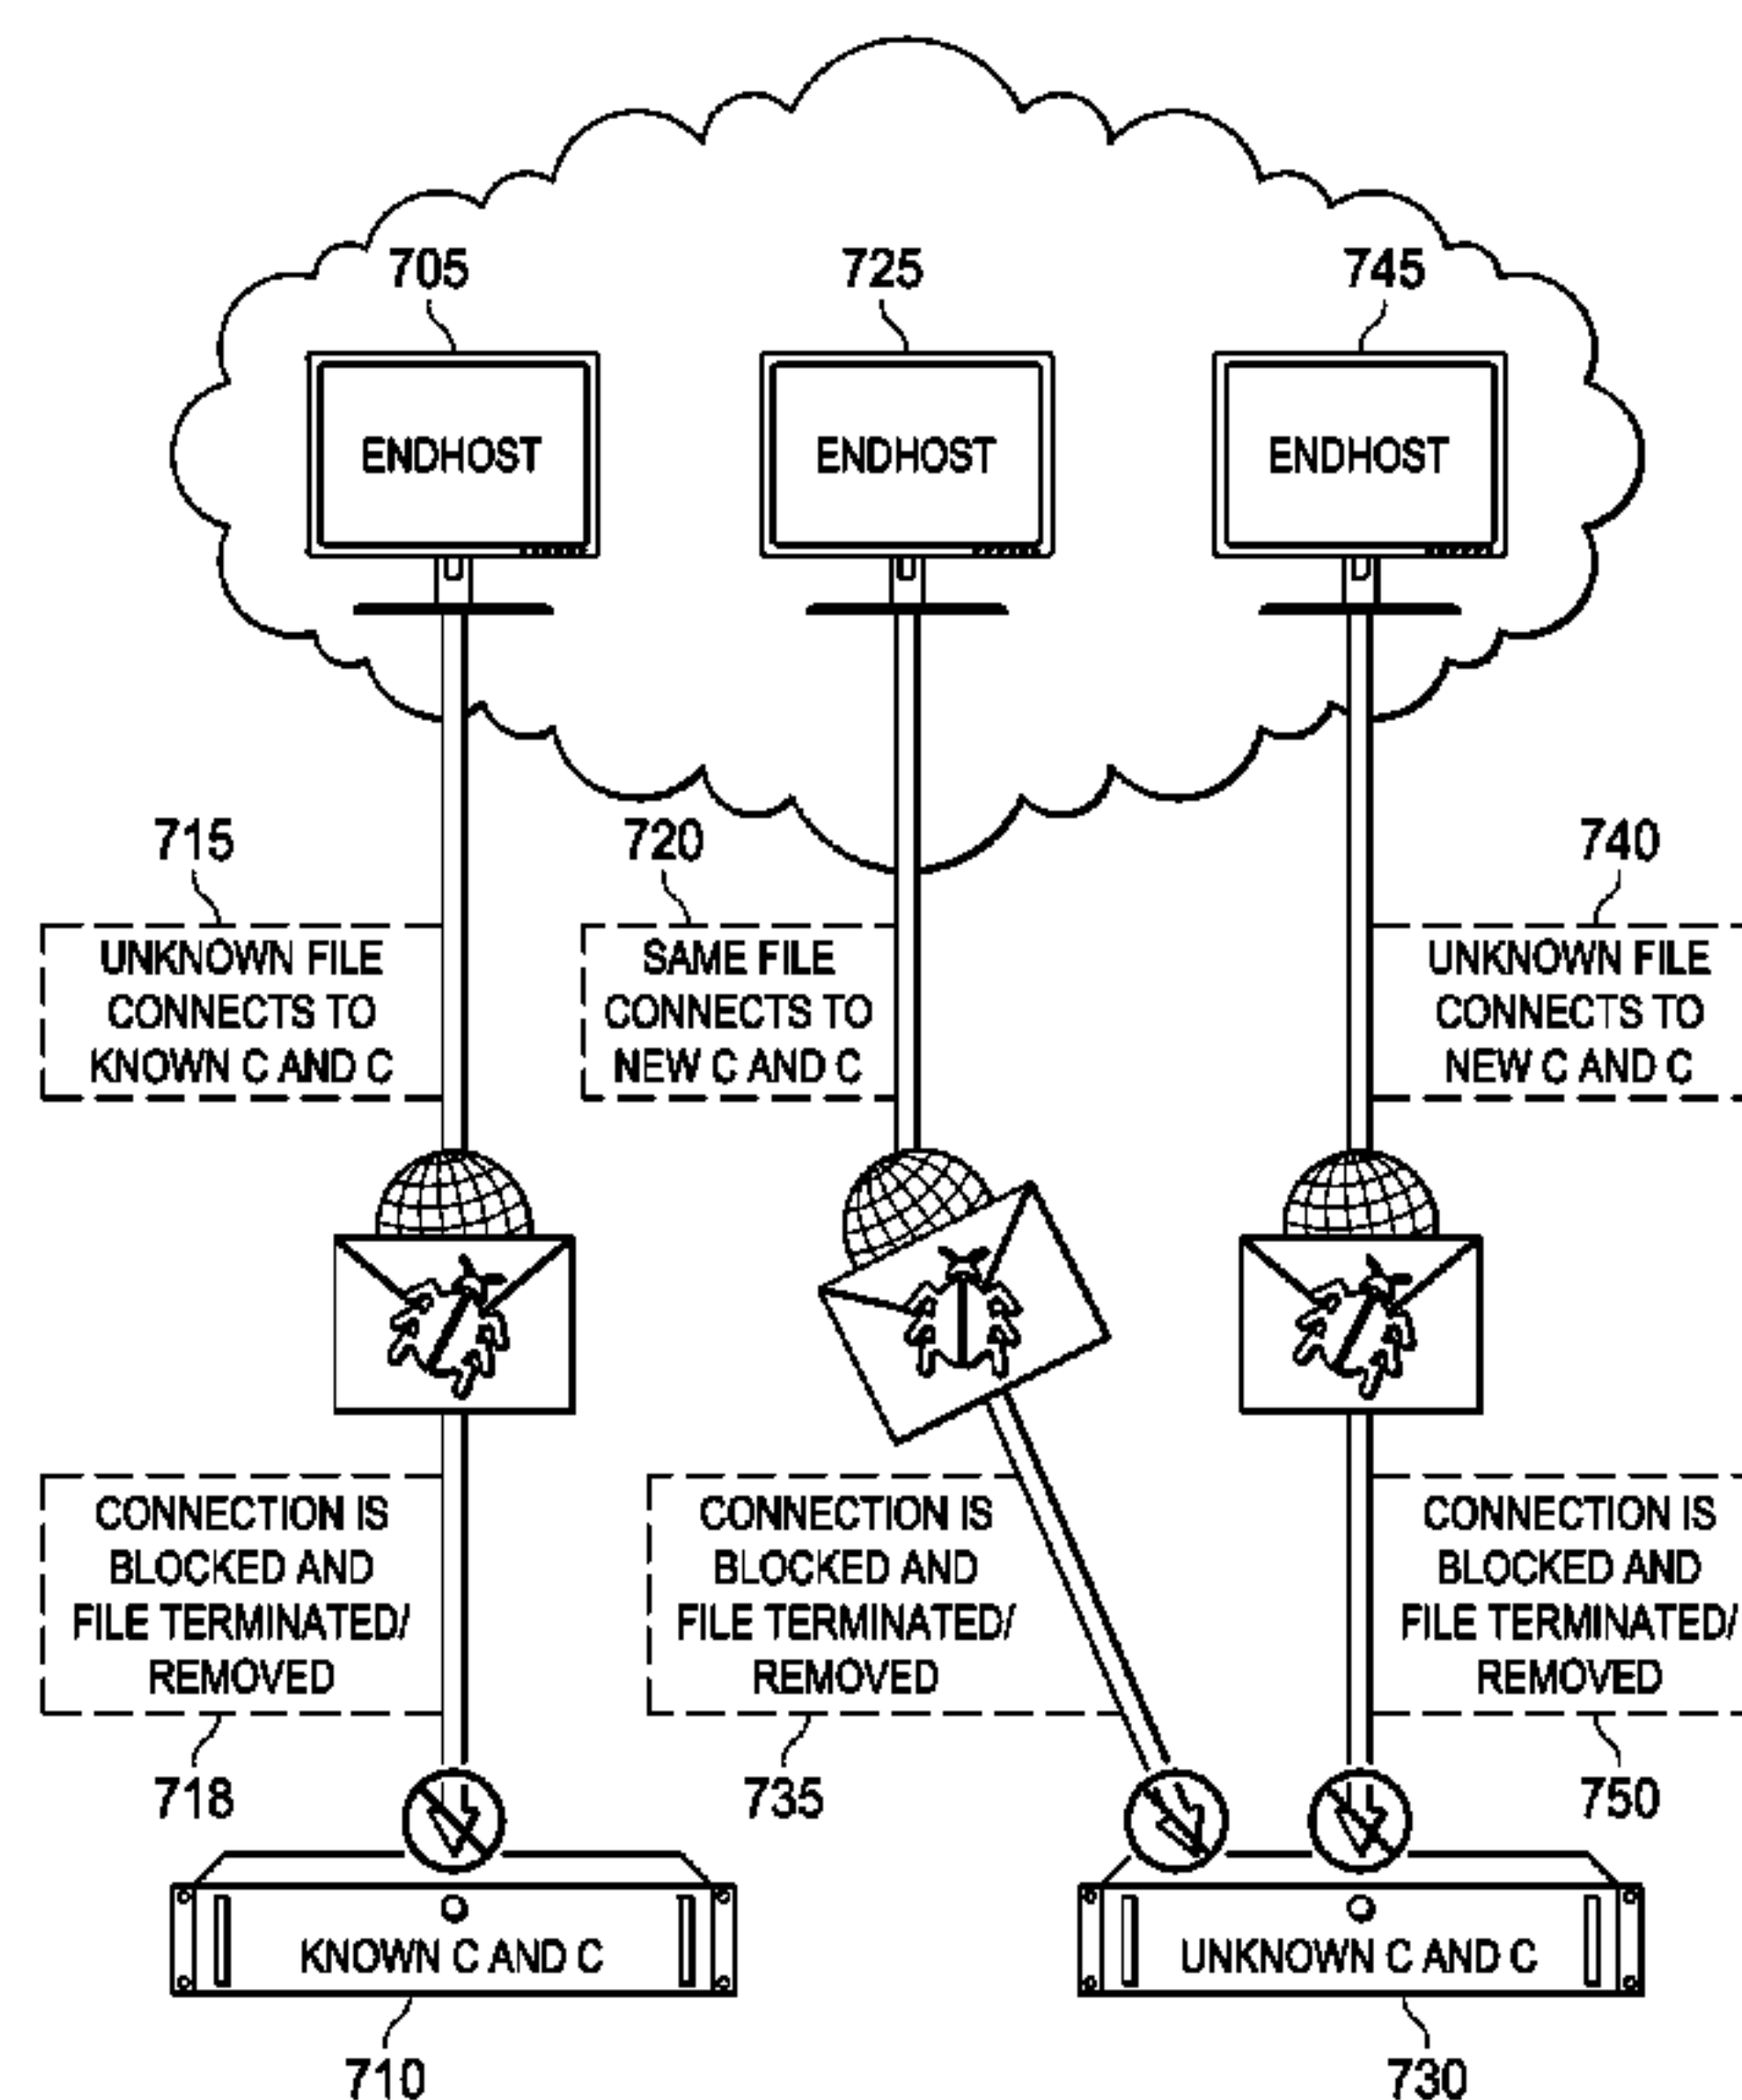 705
725
745
ENDHOST
ENDHOST
ENDHOST
715
720
740
UNKNOWN FILE
CONNECTS TO
KNOWN C AND C
SAME FILE
CONNECTS TO
NEW C AND C
UNKNOWN FILE
CONNECTS TO
NEW C AND C
CONNECTION IS
BLOCKED AND
FILE TERMINATED/
REMOVED
CONNECTION IS
BLOCKED AND
FILE TERMINATED/
REMOVED
CONNECTION IS
BLOCKED AND
FILE TERMINATED/
REMOVED
718
735
750
KNOWN C AND C
UNKNOWN C AND C
710
730